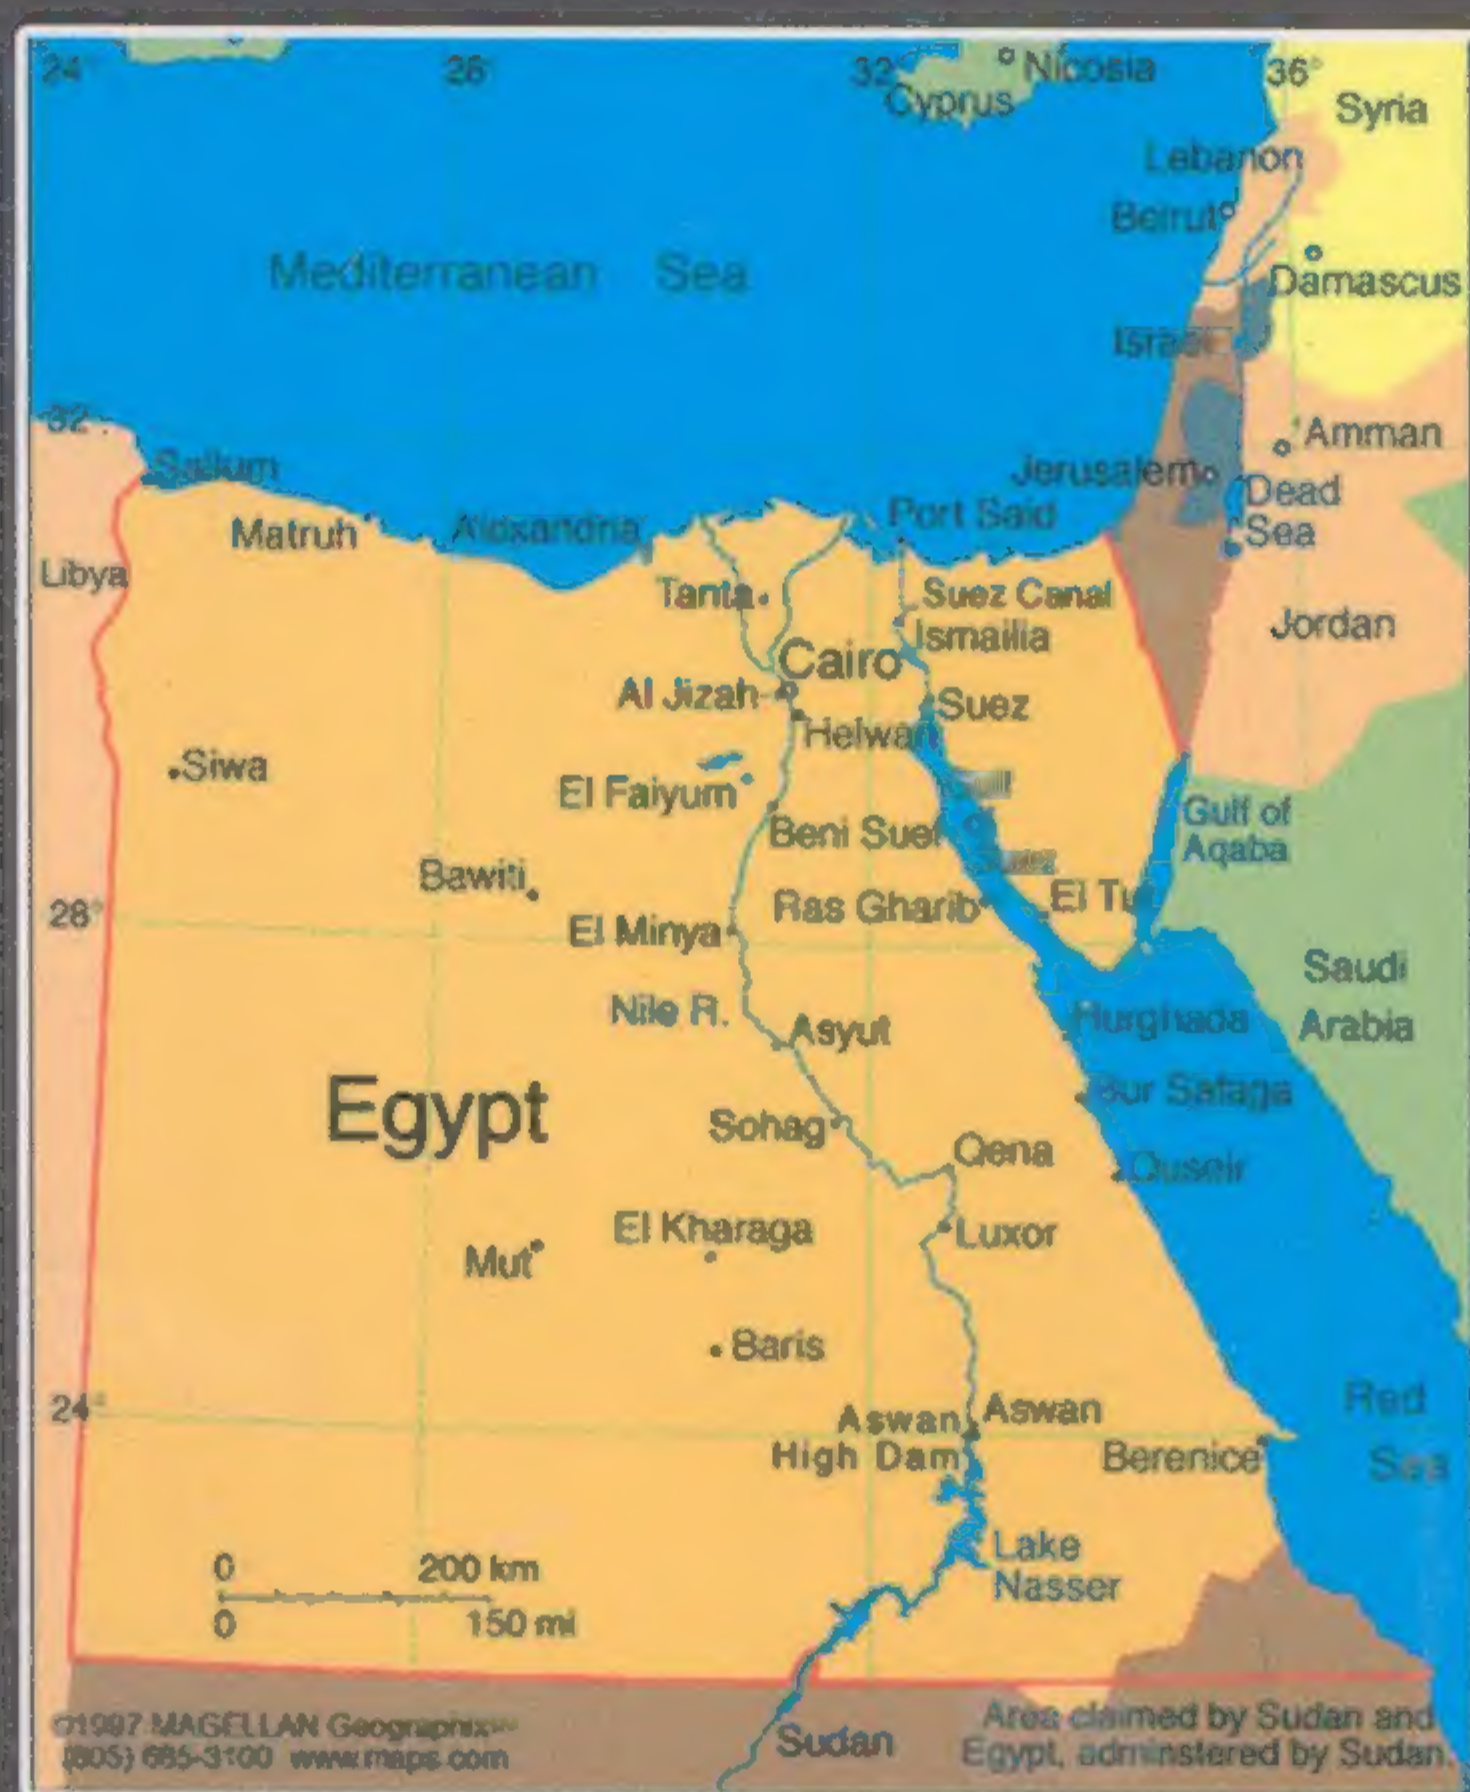 24°
28°
32°
36°
Nicosia
Cyprus
Syria
Lebanon
Beirut
Damascus
Mediterranean Sea
Israel
32°
Amman
Sallum
Jerusalem
Dead
Sea
Port Said
Matruh
Alexandria
Libya
Tanta
Suez Canal
Ismailia
Jordan
Cairo
Al Jizah
Suez
Helwan
Siwa
El Faiyum
Gulf of
Aqaba
Beni Suef
Bawiti
Ras Gharib
El Tur
28°
El Minya
Saudi
Arabia
Nile R.
Hurghada
Asyut
Egypt
Bur Safaga
Sohag
Qena
Quseir
El Kharaga
Luxor
Mut
Baris
Red
Sea
24°
Aswan
Aswan
High Dam
Berenice
Lake
Nasser
0 200 km
0 150 mi
©1997 MAGELLAN Geographix
(805) 685-3100 www.maps.com
Sudan
Area claimed by Sudan and
Egypt, adminstered by Sudan.